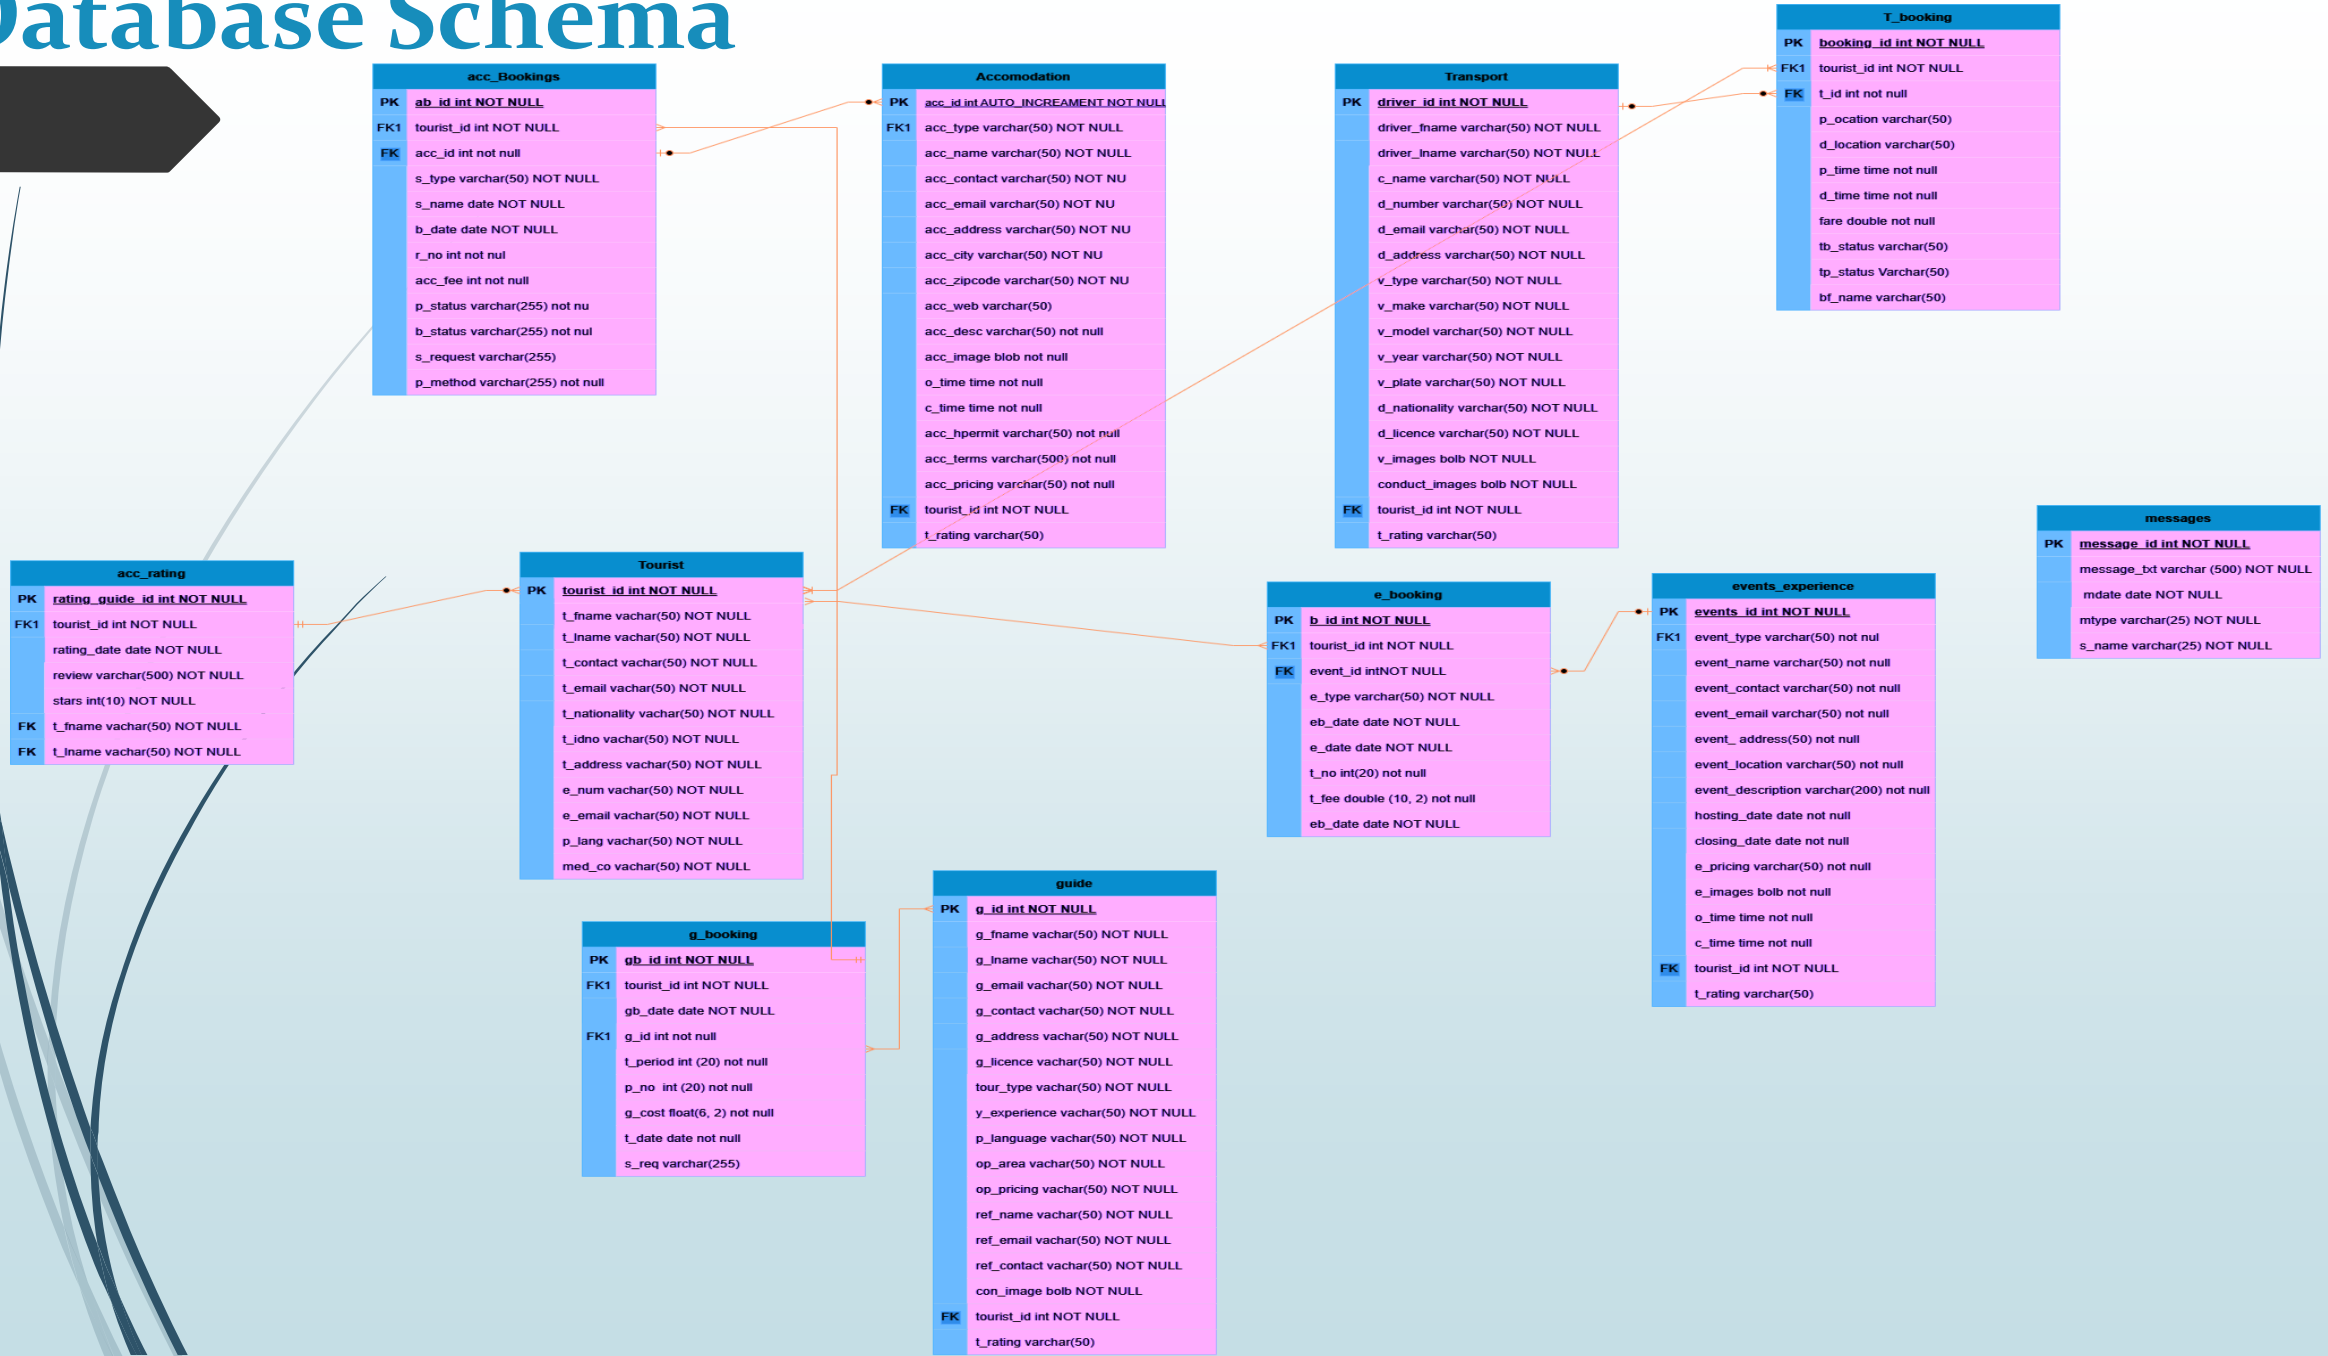 Database Schema
acc_Bookings
PK ab_id int NOT NULL
FK1 tourist_id int NOT NULL
FK acc_id int not null
s_type varchar(50) NOT NULL
s_name date NOT NULL
b_date date NOT NULL
r_no int not nul
acc_fee int not null
p_status varchar(255) not nu
b_status varchar(255) not nul
s_request varchar(255)
p_method varchar(255) not null
Accomodation
PK acc_id int AUTO_INCREAMENT NOT NULL
FK1 acc_type varchar(50) NOT NULL
acc_name varchar(50) NOT NULL
acc_contact varchar(50) NOT NU
acc_email varchar(50) NOT NU
acc_address varchar(50) NOT NU
acc_city varchar(50) NOT NU
acc_zipcode varchar(50) NOT NU
acc_web varchar(50)
acc_desc varchar(50) not null
acc_image blob not null
o_time time not null
c_time time not null
acc_hpermit varchar(50) not null
acc_terms varchar(500) not null
acc_pricing varchar(50) not null
FK tourist_id int NOT NULL
t_rating varchar(50)
Transport
PK driver_id int NOT NULL
driver_fname varchar(50) NOT NULL
driver_lname varchar(50) NOT NULL
c_name varchar(50) NOT NULL
d_number varchar(50) NOT NULL
d_email varchar(50) NOT NULL
d_address varchar(50) NOT NULL
v_type varchar(50) NOT NULL
v_make varchar(50) NOT NULL
v_model varchar(50) NOT NULL
v_year varchar(50) NOT NULL
v_plate varchar(50) NOT NULL
d_nationality varchar(50) NOT NULL
d_licence varchar(50) NOT NULL
v_images bolb NOT NULL
conduct_images bolb NOT NULL
FK tourist_id int NOT NULL
t_rating varchar(50)
T_booking
PK booking_id int NOT NULL
FK1 tourist_id int NOT NULL
FK t_id int not null
p_ocation varchar(50)
d_location varchar(50)
p_time time not null
d_time time not null
fare double not null
tb_status varchar(50)
tp_status Varchar(50)
bf_name varchar(50)
acc_rating
PK rating_guide_id int NOT NULL
FK1 tourist_id int NOT NULL
rating_date date NOT NULL
review varchar(500) NOT NULL
stars int(10) NOT NULL
FK t_fname vachar(50) NOT NULL
FK t_lname vachar(50) NOT NULL
Tourist
PK tourist_id int NOT NULL
t_fname vachar(50) NOT NULL
t_lname vachar(50) NOT NULL
t_contact vachar(50) NOT NULL
t_email vachar(50) NOT NULL
t_nationality vachar(50) NOT NULL
t_idno vachar(50) NOT NULL
t_address vachar(50) NOT NULL
e_num vachar(50) NOT NULL
e_email vachar(50) NOT NULL
p_lang vachar(50) NOT NULL
med_co vachar(50) NOT NULL
e_booking
PK b_id int NOT NULL
FK1 tourist_id int NOT NULL
FK event_id intNOT NULL
e_type varchar(50) NOT NULL
eb_date date NOT NULL
e_date date NOT NULL
t_no int(20) not null
t_fee double (10, 2) not null
eb_date date NOT NULL
events_experience
PK events_id int NOT NULL
FK1 event_type varchar(50) not nul
event_name varchar(50) not null
event_contact varchar(50) not null
event_email varchar(50) not null
event_ address(50) not null
event_location varchar(50) not null
event_description varchar(200) not null
hosting_date date not null
closing_date date not null
e_pricing varchar(50) not null
e_images bolb not null
o_time time not null
c_time time not null
FK tourist_id int NOT NULL
t_rating varchar(50)
messages
PK message_id int NOT NULL
message_txt varchar (500) NOT NULL
mdate date NOT NULL
mtype varchar(25) NOT NULL
s_name varchar(25) NOT NULL
g_booking
PK gb_id int NOT NULL
FK1 tourist_id int NOT NULL
gb_date date NOT NULL
FK1 g_id int not null
t_period int (20) not null
p_no int (20) not null
g_cost float(6, 2) not null
t_date date not null
s_req varchar(255)
guide
PK g_id int NOT NULL
g_fname vachar(50) NOT NULL
g_lname vachar(50) NOT NULL
g_email vachar(50) NOT NULL
g_contact vachar(50) NOT NULL
g_address vachar(50) NOT NULL
g_licence vachar(50) NOT NULL
tour_type vachar(50) NOT NULL
y_experience vachar(50) NOT NULL
p_language vachar(50) NOT NULL
op_area vachar(50) NOT NULL
op_pricing vachar(50) NOT NULL
ref_name vachar(50) NOT NULL
ref_email vachar(50) NOT NULL
ref_contact vachar(50) NOT NULL
con_image bolb NOT NULL
FK tourist_id int NOT NULL
t_rating varchar(50)